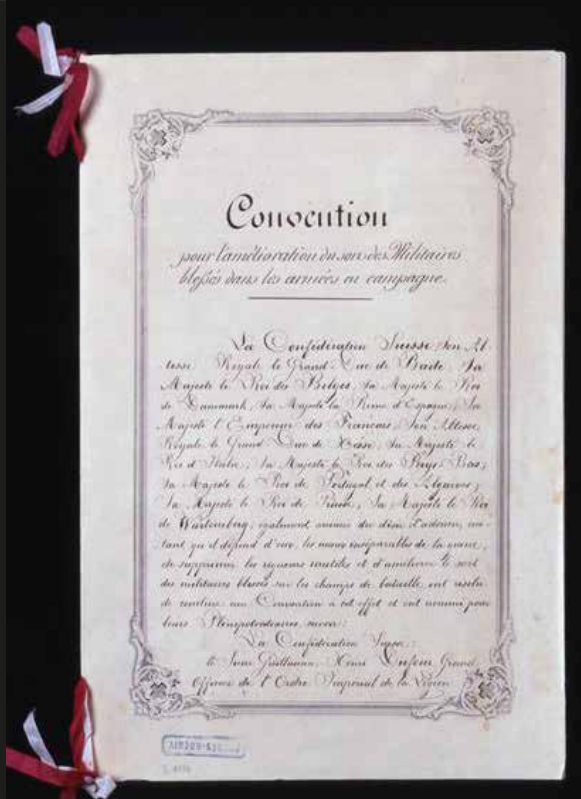 Convention
pour l'amélioration du sort des Militaires
blessés dans les armées en campagne.
La Confédération Suisse, Son Al-
tesse Royale le Grand-Duc de Bade, Sa
Majesté le Roi des Belges, Sa Majesté le Roi
de Danemark, Sa Majesté la Reine d'Espagne, Sa
Majesté l'Empereur des Français, Son Altesse
Royale le Grand-Duc de Hesse, Sa Majesté le
Roi d'Italie, Sa Majesté le Roi des Pays-Bas,
Sa Majesté le Roi de Portugal et des Algarves,
Sa Majesté le Roi de Prusse, Sa Majesté le Roi
de Würtemberg, également animés du désir d'adoucir, au-
tant qu'il dépend d'eux, les maux inséparables de la guerre,
de supprimer les rigueurs inutiles et d'améliorer le sort
des militaires blessés sur les champs de bataille, ont résolu
de conclure une Convention à cet effet et ont nommé pour
leurs Plénipotentiaires, savoir:
La Confédération Suisse:
le Sieur Guillaume Henri Dufour, Grand
Officier de l'Ordre Impérial de la Légion